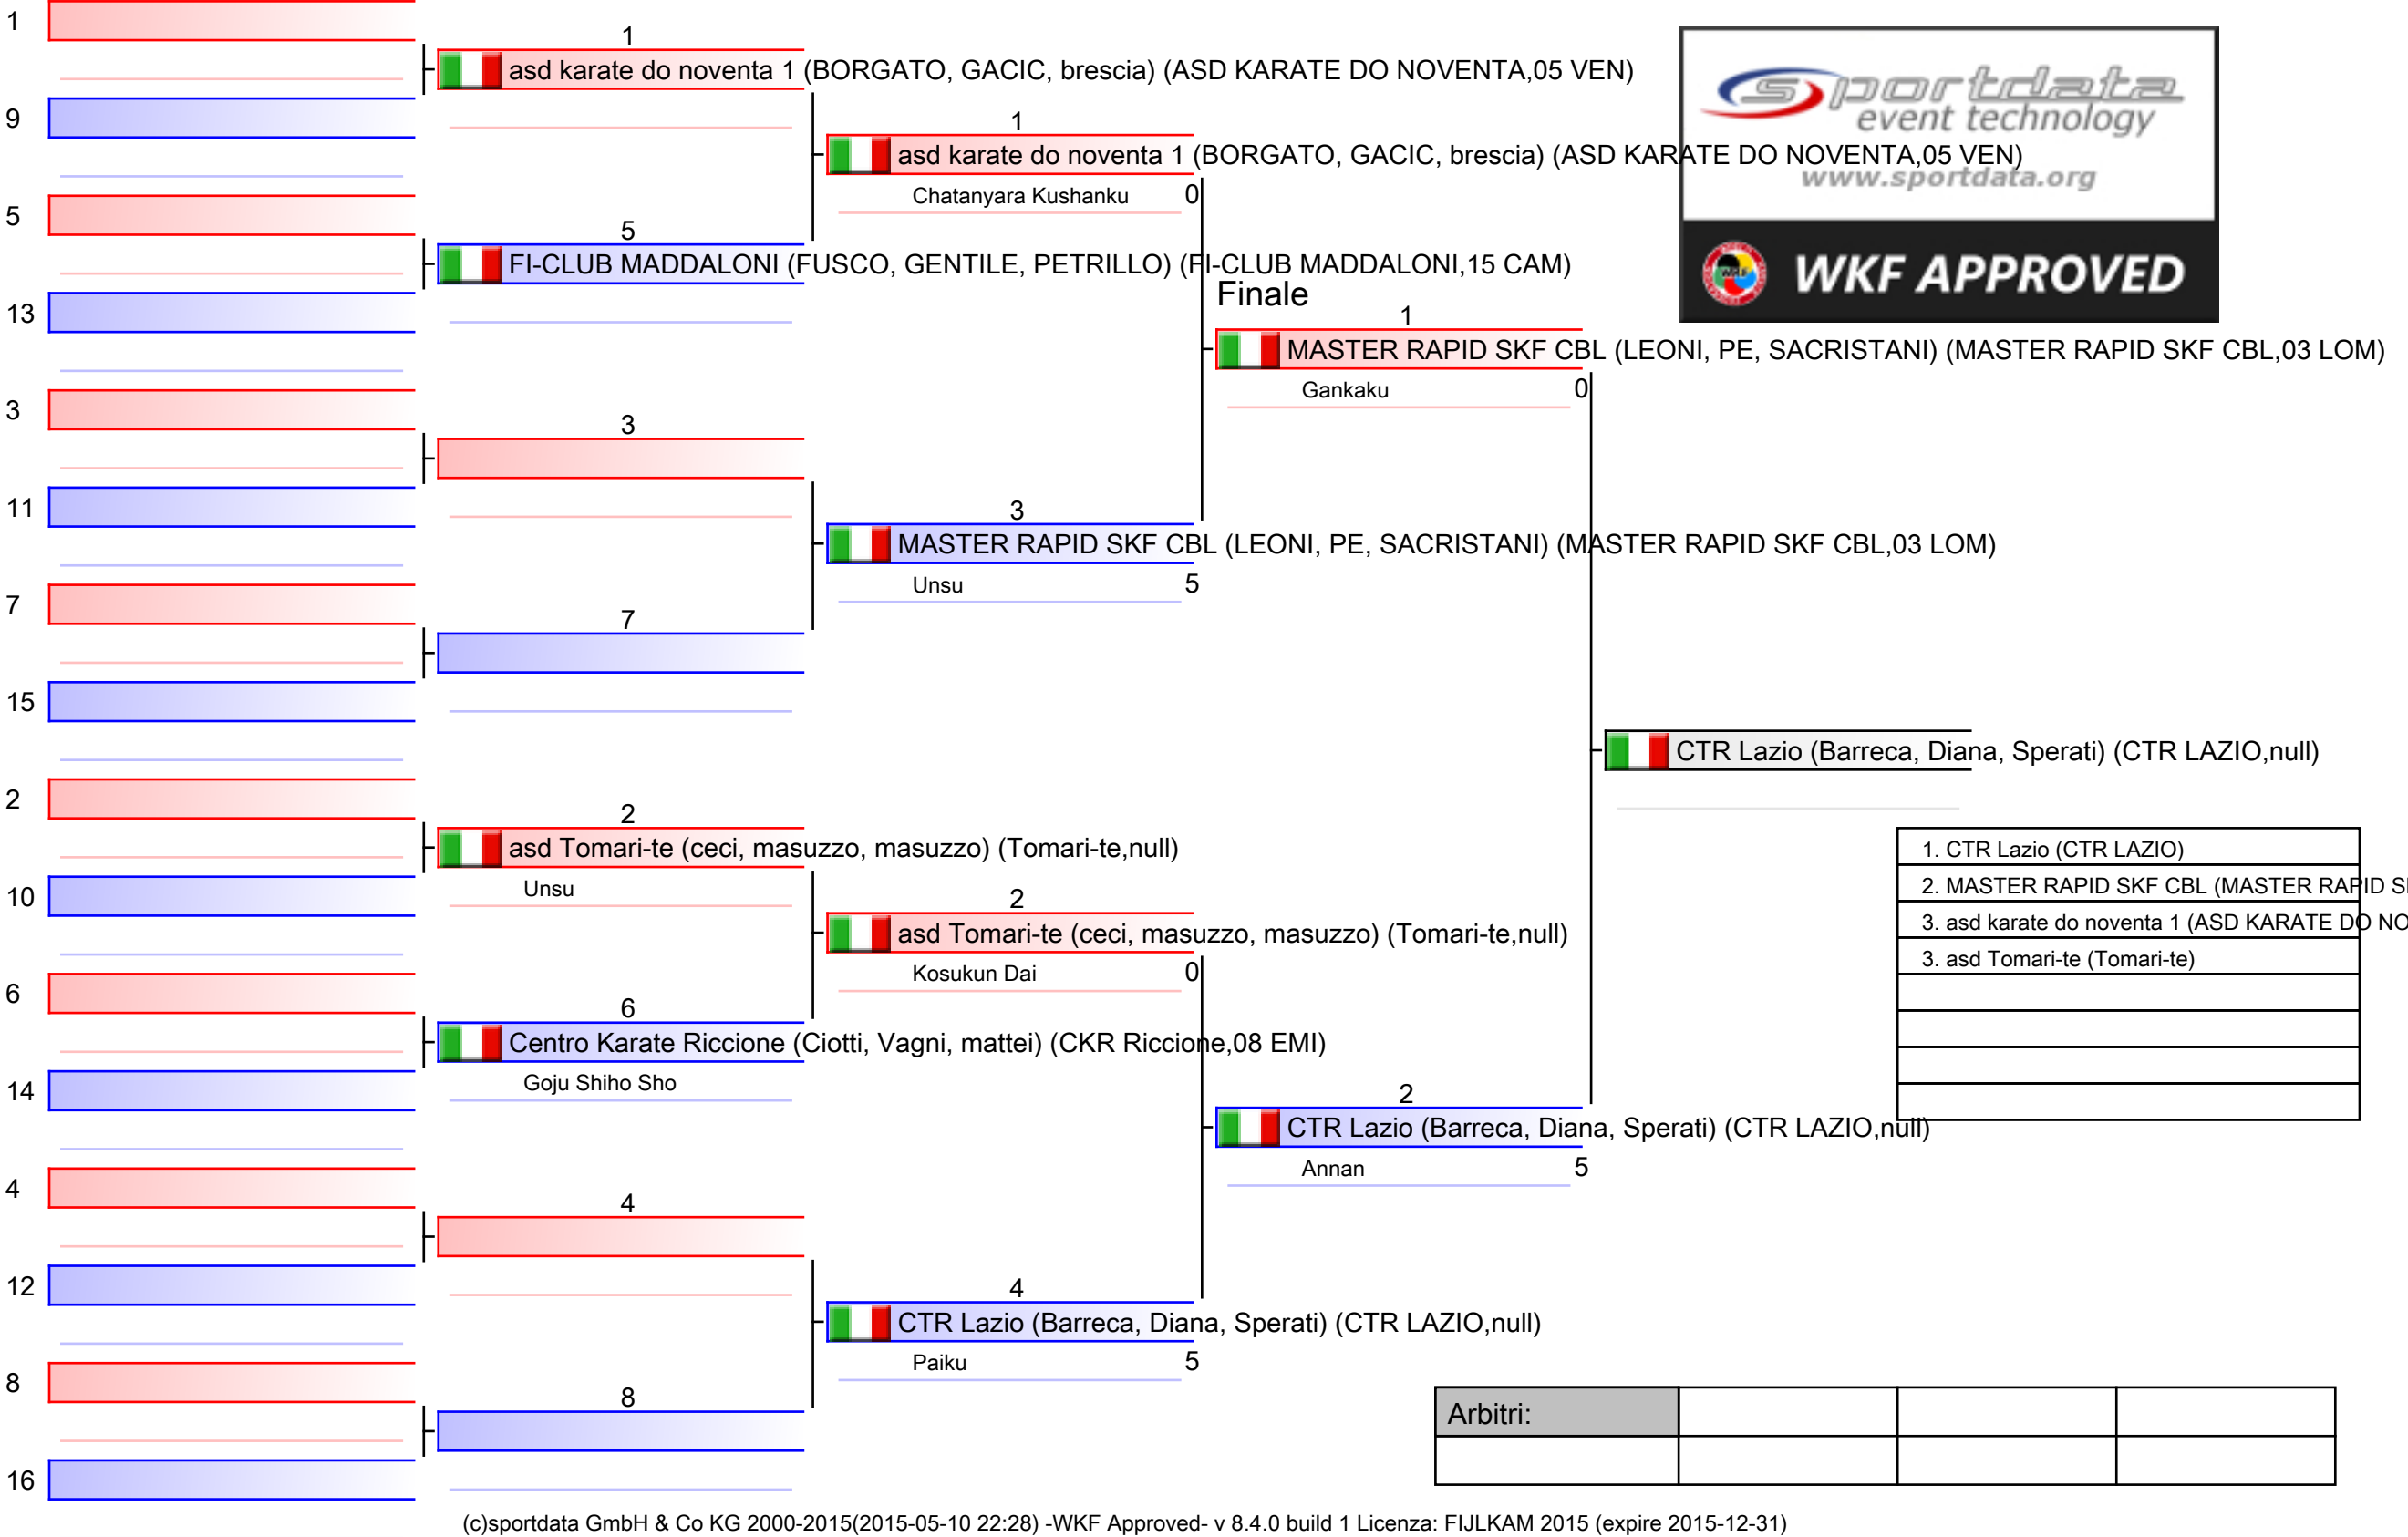 1
9
5
13
3
11
7
15
2
10
6
14
4
12
8
16
1
asd karate do noventa 1 (BORGATO, GACIC, brescia) (ASD KARATE DO NOVENTA,05 VEN)
5
FI-CLUB MADDALONI (FUSCO, GENTILE, PETRILLO) (FI-CLUB MADDALONI,15 CAM)
3
7
2
asd Tomari-te (ceci, masuzzo, masuzzo) (Tomari-te,null)
Unsu
6
Centro Karate Riccione (Ciotti, Vagni, mattei) (CKR Riccione,08 EMI)
Goju Shiho Sho
4
8
1
asd karate do noventa 1 (BORGATO, GACIC, brescia) (ASD KARATE DO NOVENTA,05 VEN)
Chatanyara Kushanku 0
3
MASTER RAPID SKF CBL (LEONI, PE, SACRISTANI) (MASTER RAPID SKF CBL,03 LOM)
Unsu 5
2
asd Tomari-te (ceci, masuzzo, masuzzo) (Tomari-te,null)
Kosukun Dai 0
4
CTR Lazio (Barreca, Diana, Sperati) (CTR LAZIO,null)
Paiku 5
Finale
1
MASTER RAPID SKF CBL (LEONI, PE, SACRISTANI) (MASTER RAPID SKF CBL,03 LOM)
Gankaku 0
2
CTR Lazio (Barreca, Diana, Sperati) (CTR LAZIO,null)
Annan 5
CTR Lazio (Barreca, Diana, Sperati) (CTR LAZIO,null)
sportdata
event technology
www.sportdata.org
WKF APPROVED
1. CTR Lazio (CTR LAZIO)
2. MASTER RAPID SKF CBL (MASTER RAPID
3. asd karate do noventa 1 (ASD KARATE DO NO
3. asd Tomari-te (Tomari-te)
Arbitri:
(c)sportdata GmbH & Co KG 2000-2015(2015-05-10 22:28) -WKF Approved- v 8.4.0 build 1 Licenza: FIJLKAM 2015 (expire 2015-12-31)